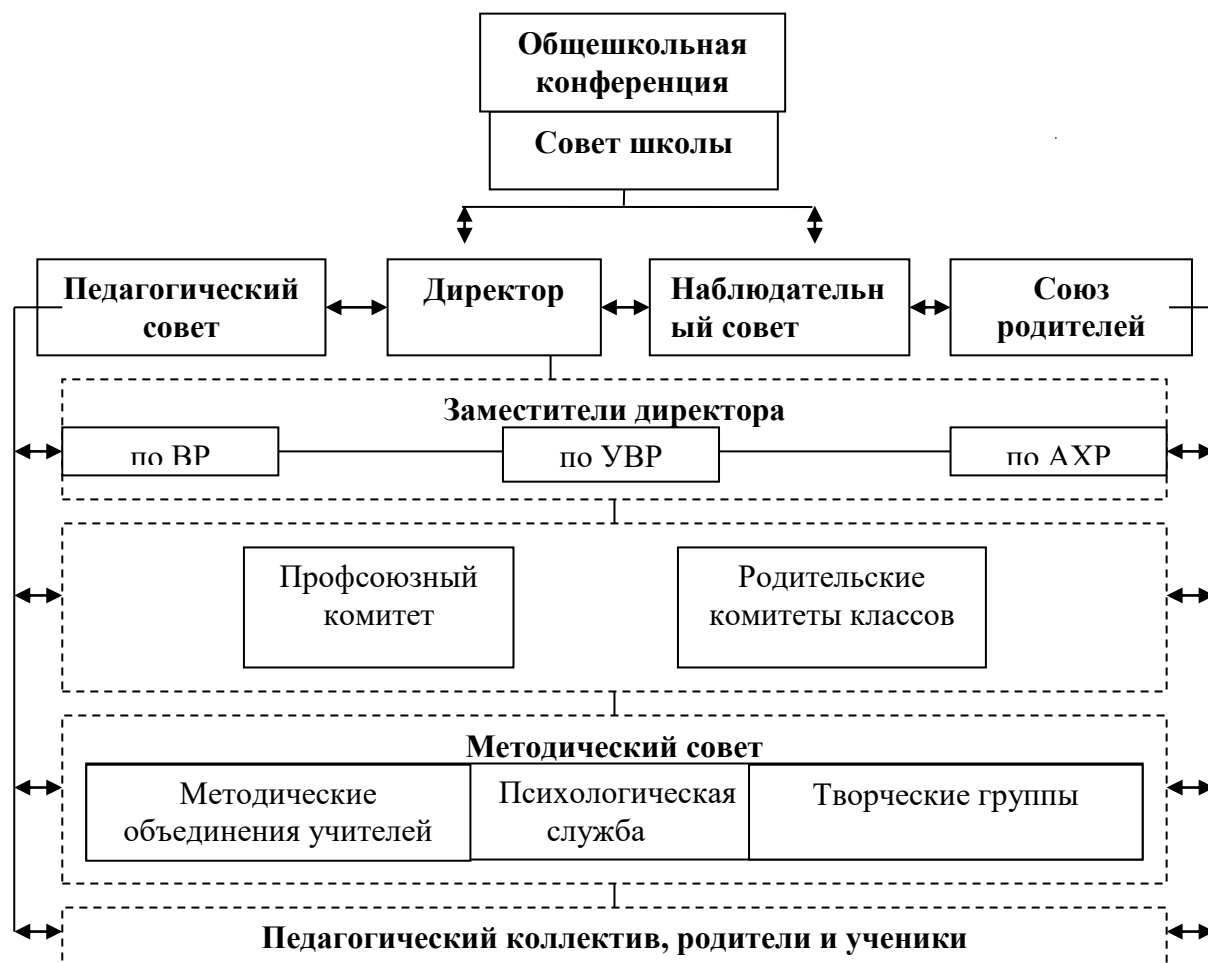 Общешкольная
конференция
Совет школы
Педагогический
совет
Директор
Наблюдательн
ый совет
Союз
родителей
Заместители директора
по ВР
по УВР
по АХР
Профсоюзный
комитет
Родительские
комитеты классов
Методический совет
Методические
объединения учителей
Психологическая
служба
Творческие группы
Педагогический коллектив, родители и ученики